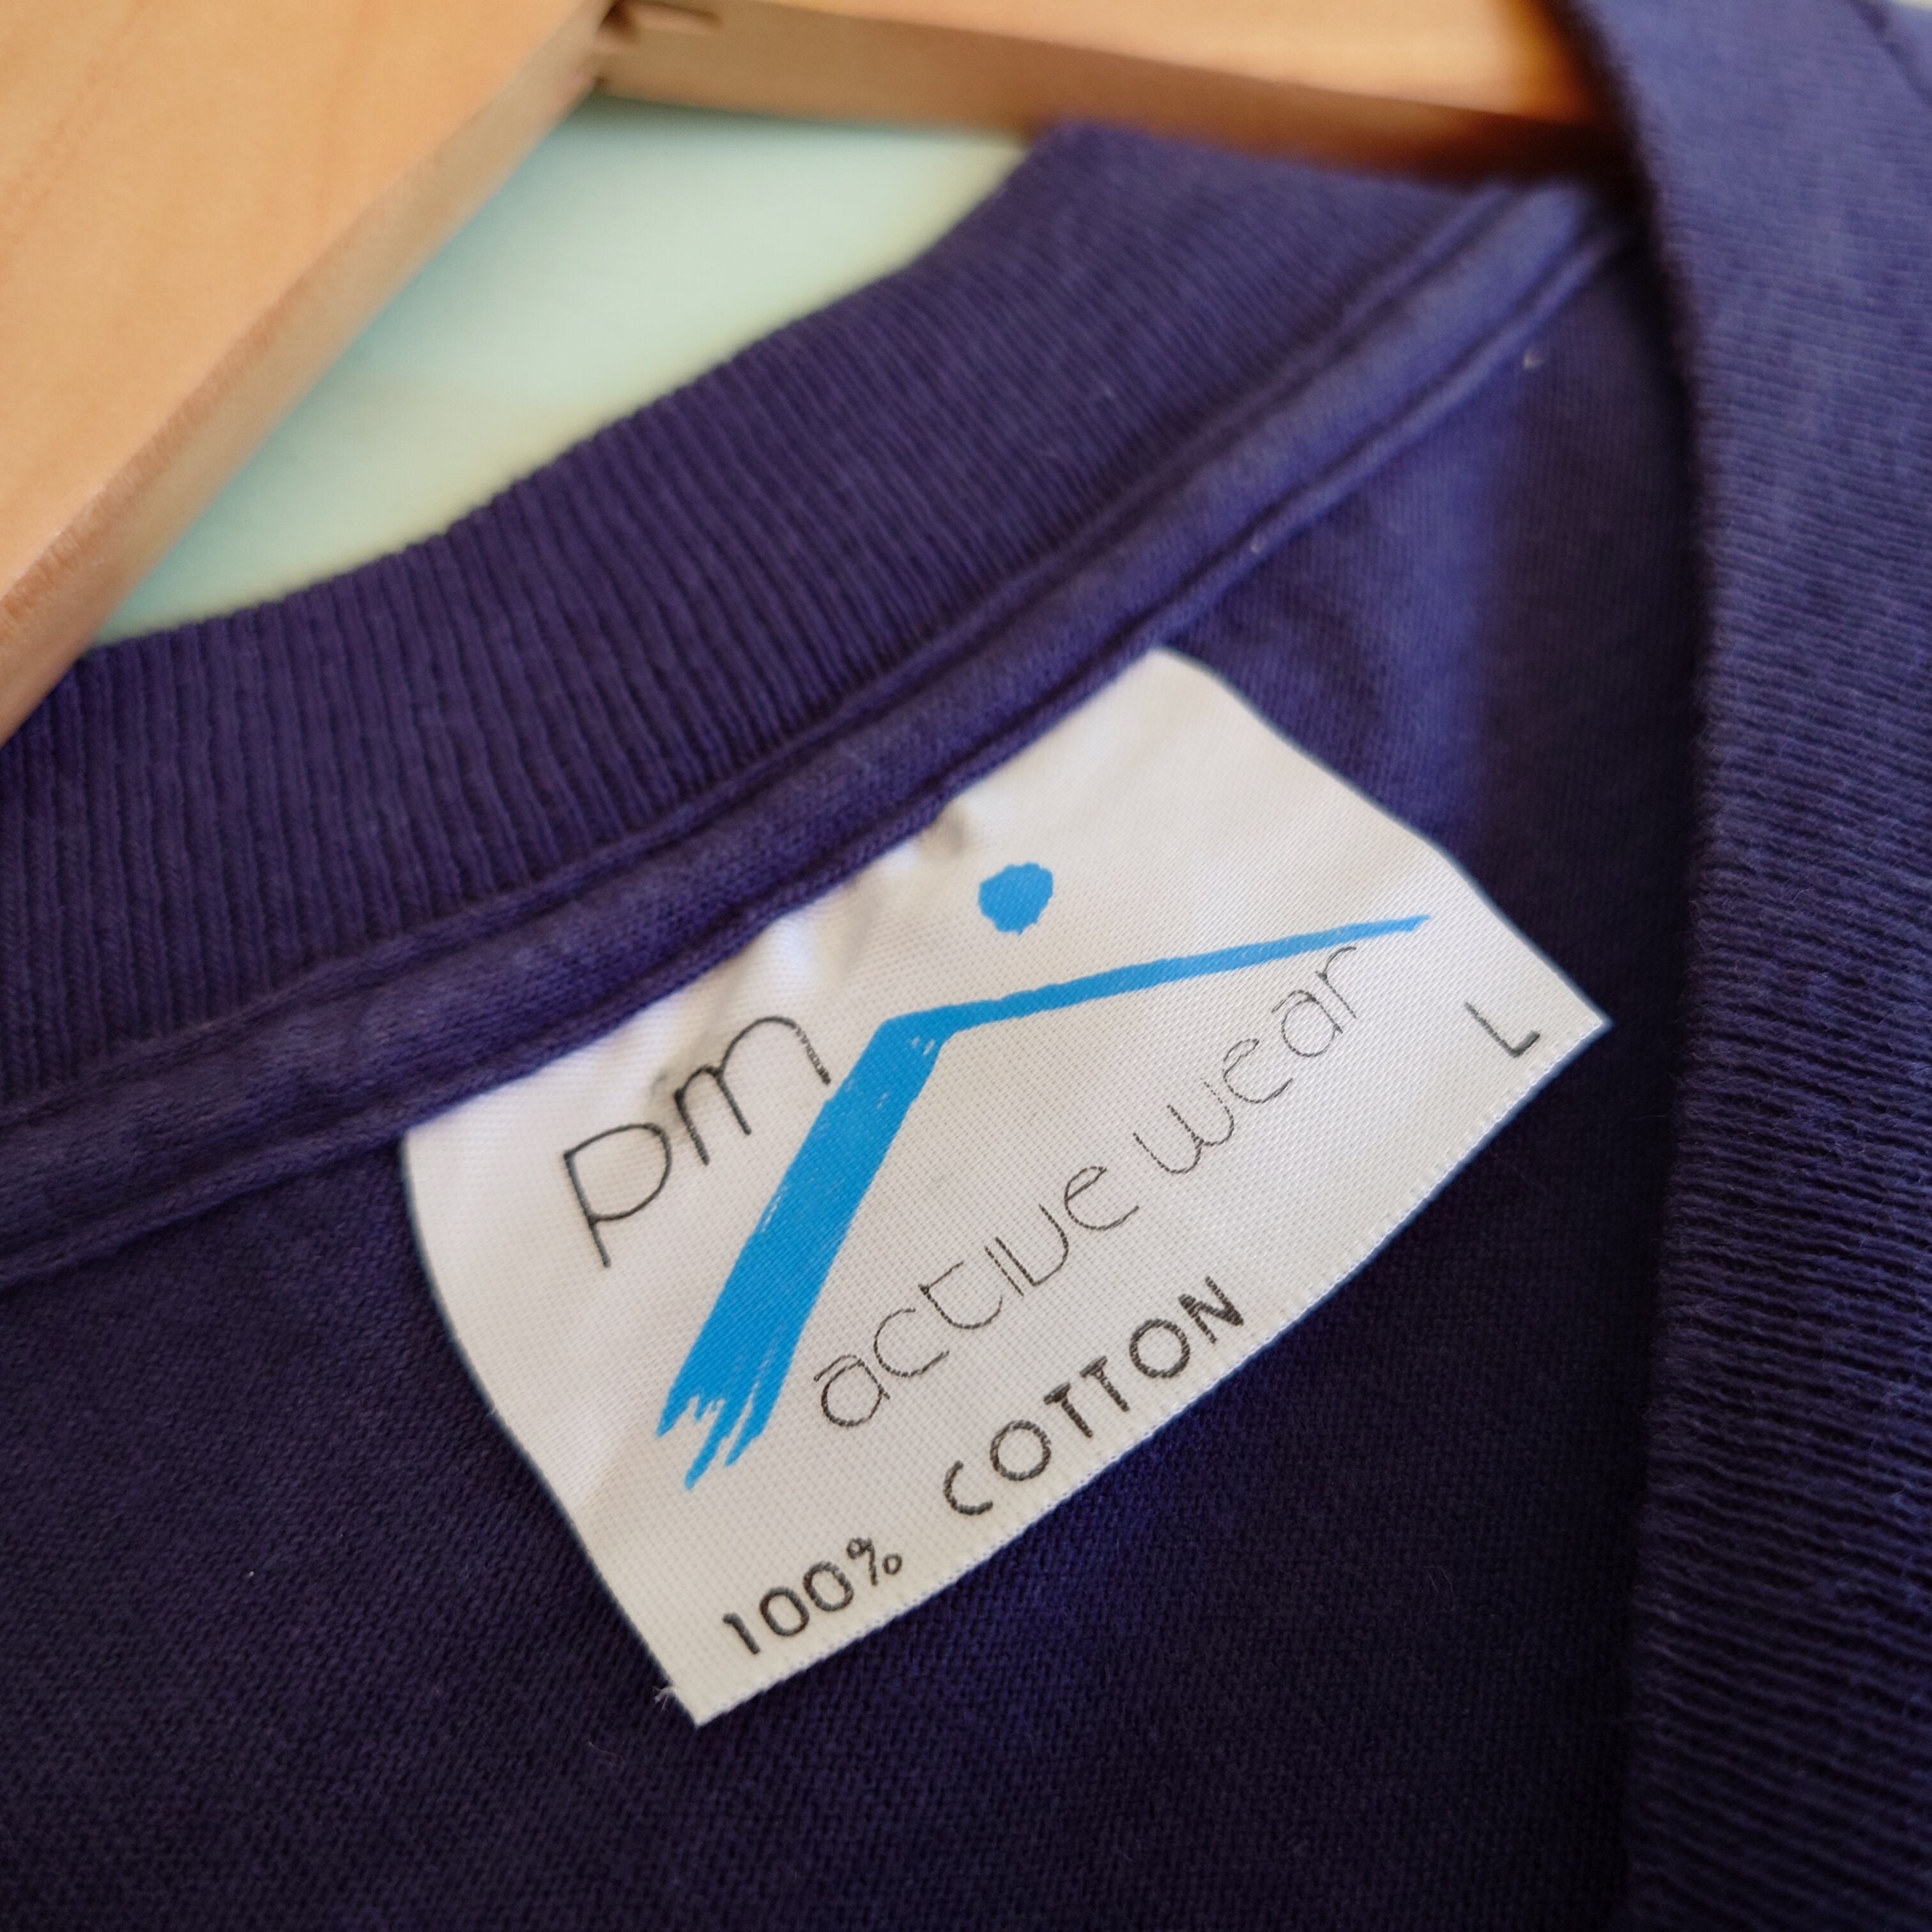 pm
active wear
L
100% COTTON